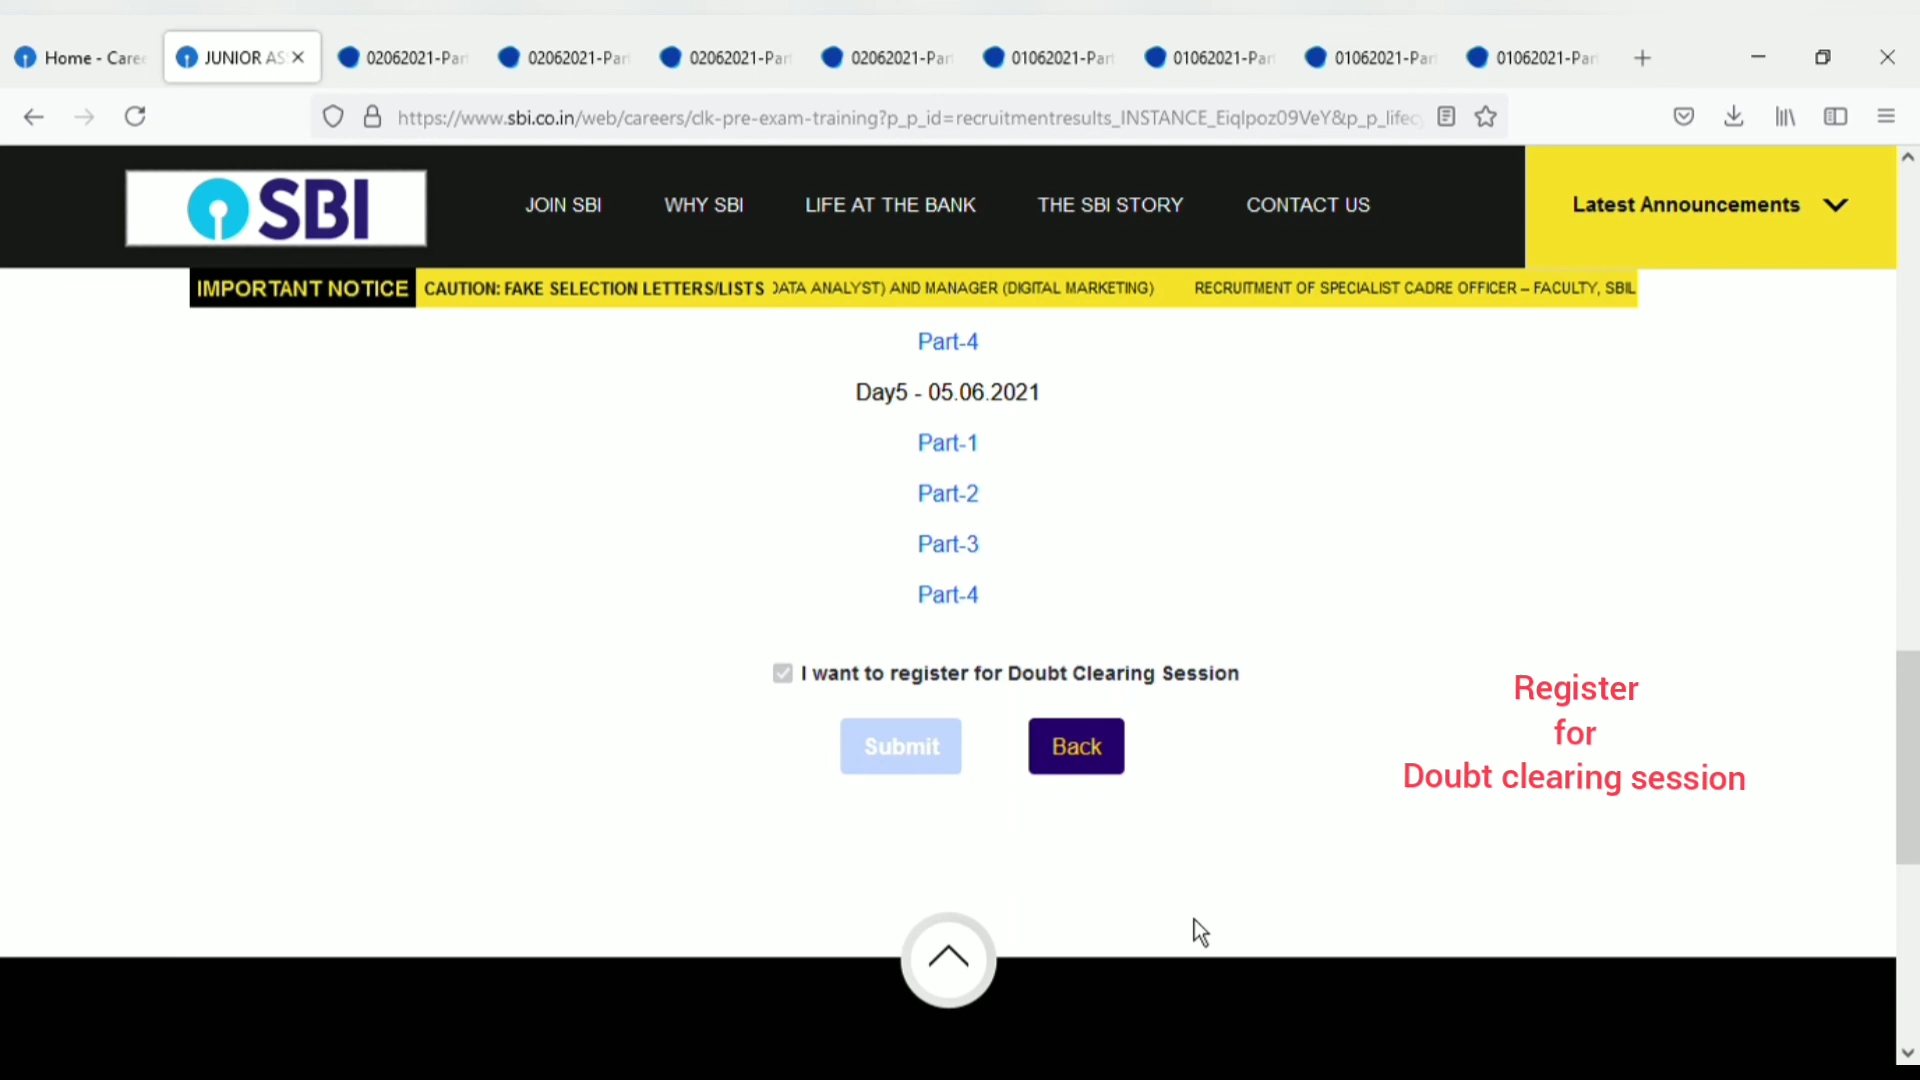 Home - Care
JUNIOR AS
02062021-Par
02062021-Par
02062021-Par
02062021-Par
01062021-Par
01062021-Par
01062021-Par
01062021-Par
https://www.sbi.co.in/web/careers/clk-pre-exam-training?p_p_id=recruitmentresults_INSTANCE_Eiqlpoz09VeY&p_p_lifec
SBI
JOIN SBI
WHY SBI
LIFE AT THE BANK
THE SBI STORY
CONTACT US
Latest Announcements
IMPORTANT NOTICE
CAUTION: FAKE SELECTION LETTERS/LISTS
DATA ANALYST) AND MANAGER (DIGITAL MARKETING)
RECRUITMENT OF SPECIALIST CADRE OFFICER – FACULTY, SBIL
Part-4
Day5 - 05.06.2021
Part-1
Part-2
Part-3
Part-4
I want to register for Doubt Clearing Session
Submit
Back
Register
for
Doubt clearing session